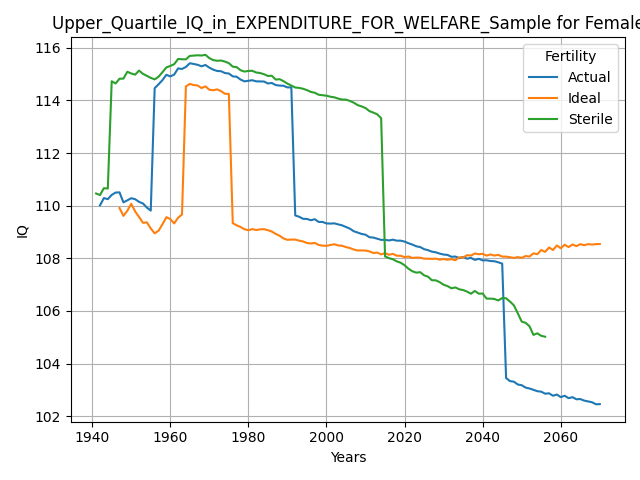 Upper_Quartile_IQ_in_EXPENDITURE_FOR_WELFARE_Sample for Female
Fertility
Actual
Ideal
Sterile
IQ
116
114
112
110
108
106
104
102
1940 1960 1980 2000 2020 2040 2060
Years